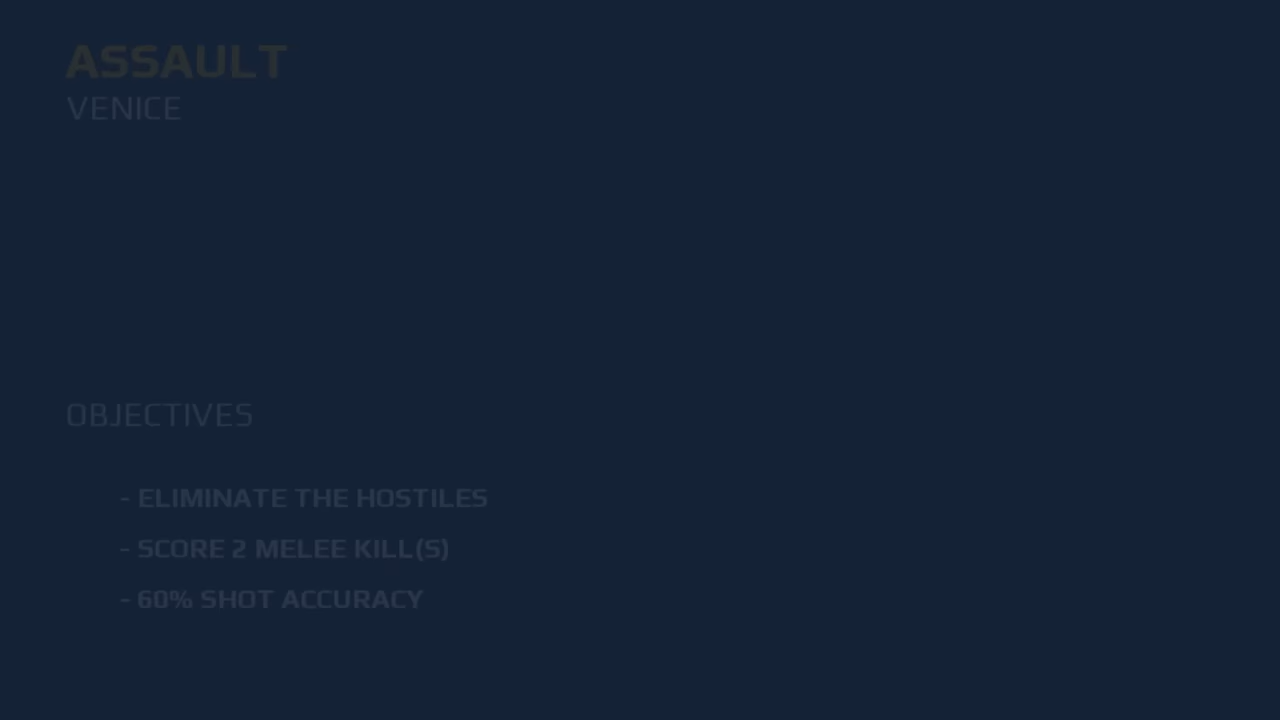 ASSAULT
VENICE
OBJECTIVES
- ELIMINATE THE HOSTILES
- SCORE 2 MELEE KILL(S)
- 60% SHOT ACCURACY